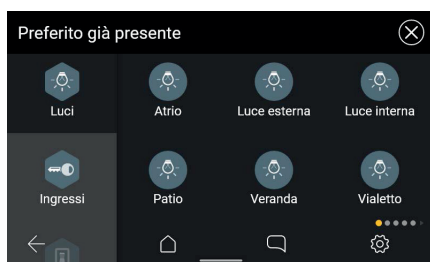 Preferito già presente
Luci
Atrio
Luce esterna
Luce interna
Ingressi
Patio
Veranda
Vialetto